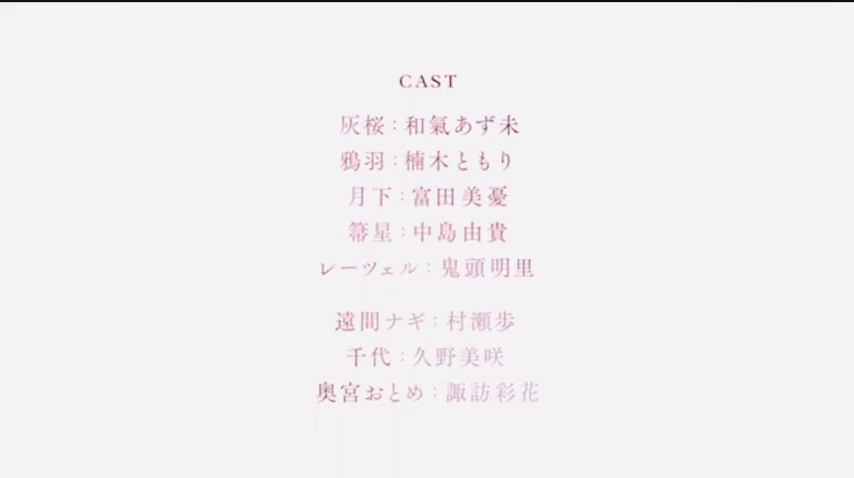 CAST
灰桜：和氣あず未
鴉羽：楠木ともり
月下：富田美憂
箒星：中島由貴
レーツェル：鬼頭明里
遠間ナギ：村瀬歩
千代：久野美咲
奥宮おとめ：諏訪彩花